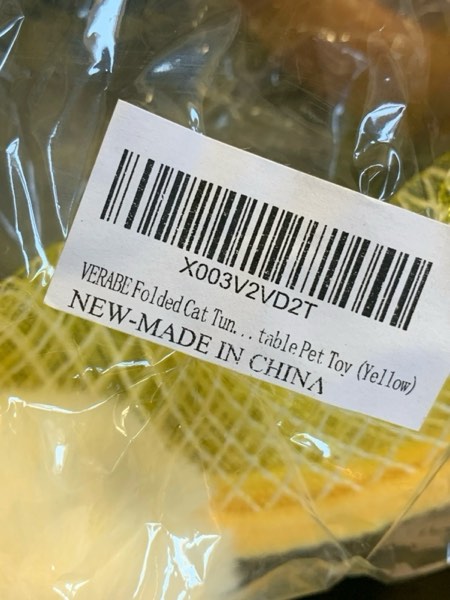 X003V2VD2T
VERABE Folded Cat Tun... table Pet Toy (Yellow)
NEW-MADE IN CHINA